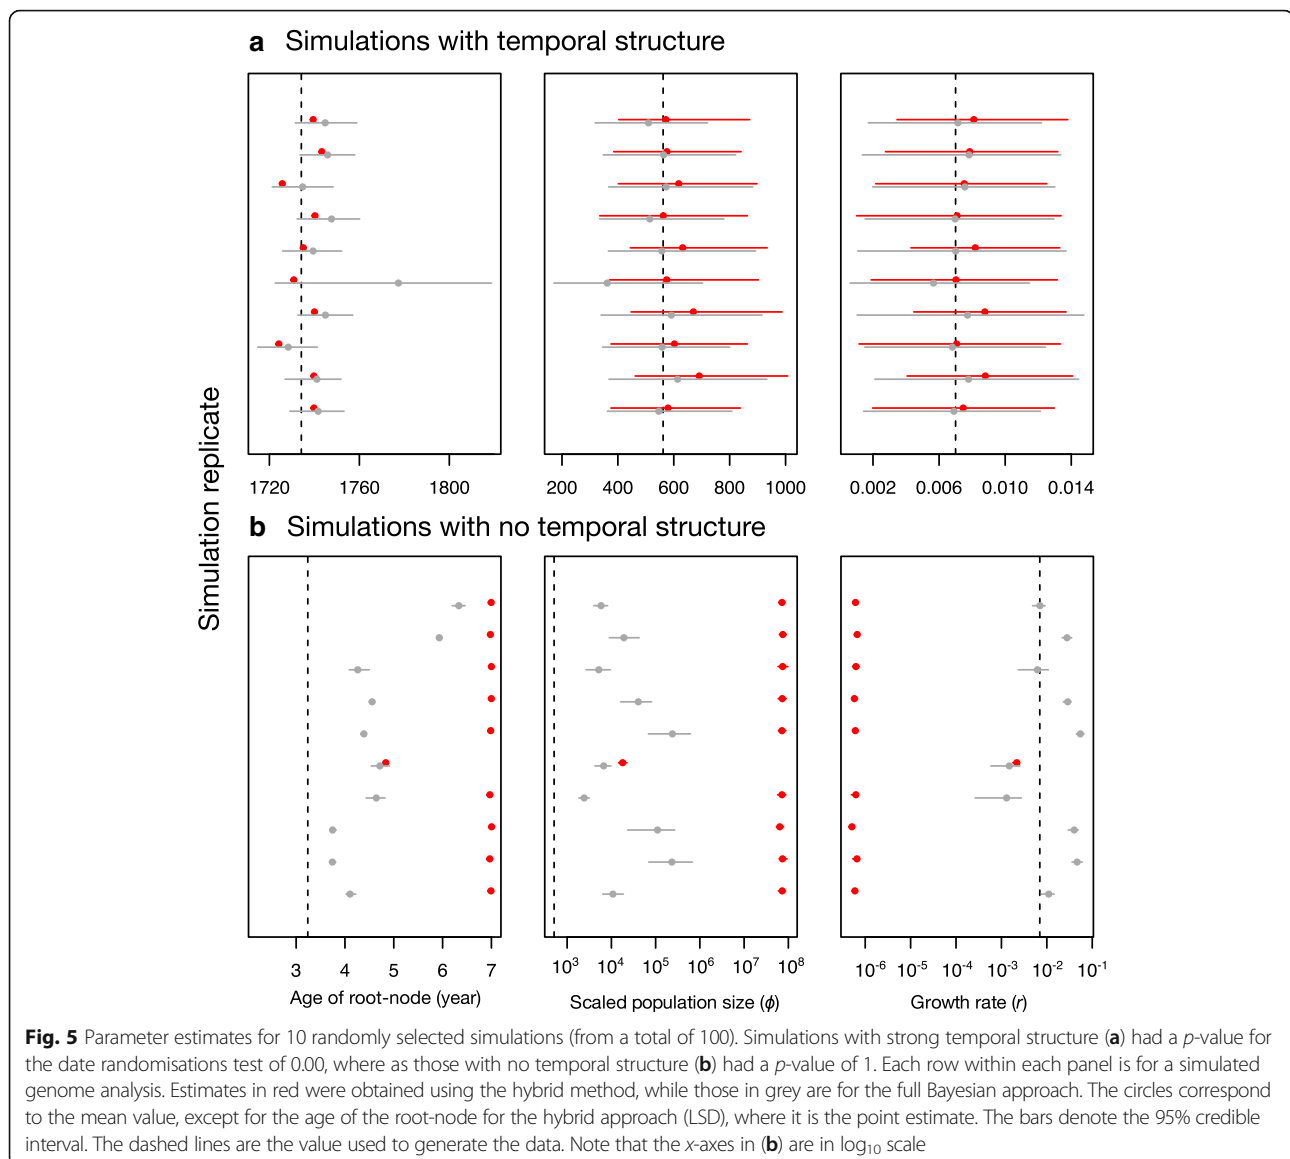 a Simulations with temporal structure
1720 1760 1800
200 400 600 800 1000
0.002 0.006 0.010 0.014
Simulation replicate
b Simulations with no temporal structure
3 4 5 6 7
Age of root-node (year)
10³ 10⁴ 10⁵ 10⁶ 10⁷ 10⁸
Scaled population size (ϕ)
10⁻⁶ 10⁻⁵ 10⁻⁴ 10⁻³ 10⁻² 10⁻¹
Growth rate (r)
Fig. 5 Parameter estimates for 10 randomly selected simulations (from a total of 100). Simulations with strong temporal structure (a) had a p-value for
the date randomisations test of 0.00, where as those with no temporal structure (b) had a p-value of 1. Each row within each panel is for a simulated
genome analysis. Estimates in red were obtained using the hybrid method, while those in grey are for the full Bayesian approach. The circles correspond
to the mean value, except for the age of the root-node for the hybrid approach (LSD), where it is the point estimate. The bars denote the 95% credible
interval. The dashed lines are the value used to generate the data. Note that the x-axes in (b) are in log₁₀ scale